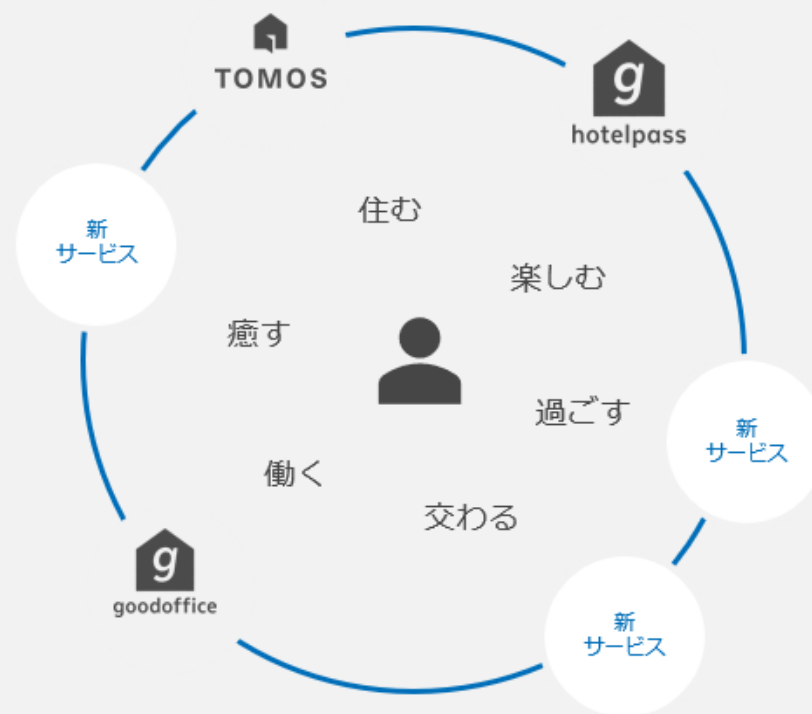 TOMOS
g
hotelpass
住む
新
サービス
楽しむ
癒す
過ごす
新
サービス
働く
交わる
g
goodoffice
新
サービス